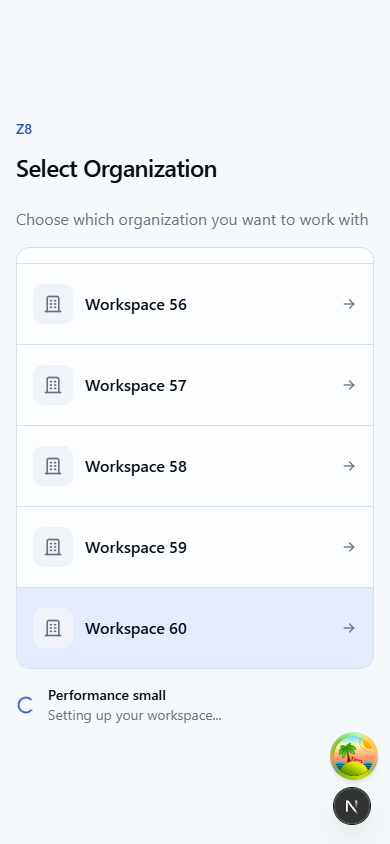 Z8
Select Organization
Choose which organization you want to work with
Workspace 56
Workspace 57
Workspace 58
Workspace 59
Workspace 60
Performance small
Setting up your workspace...
N